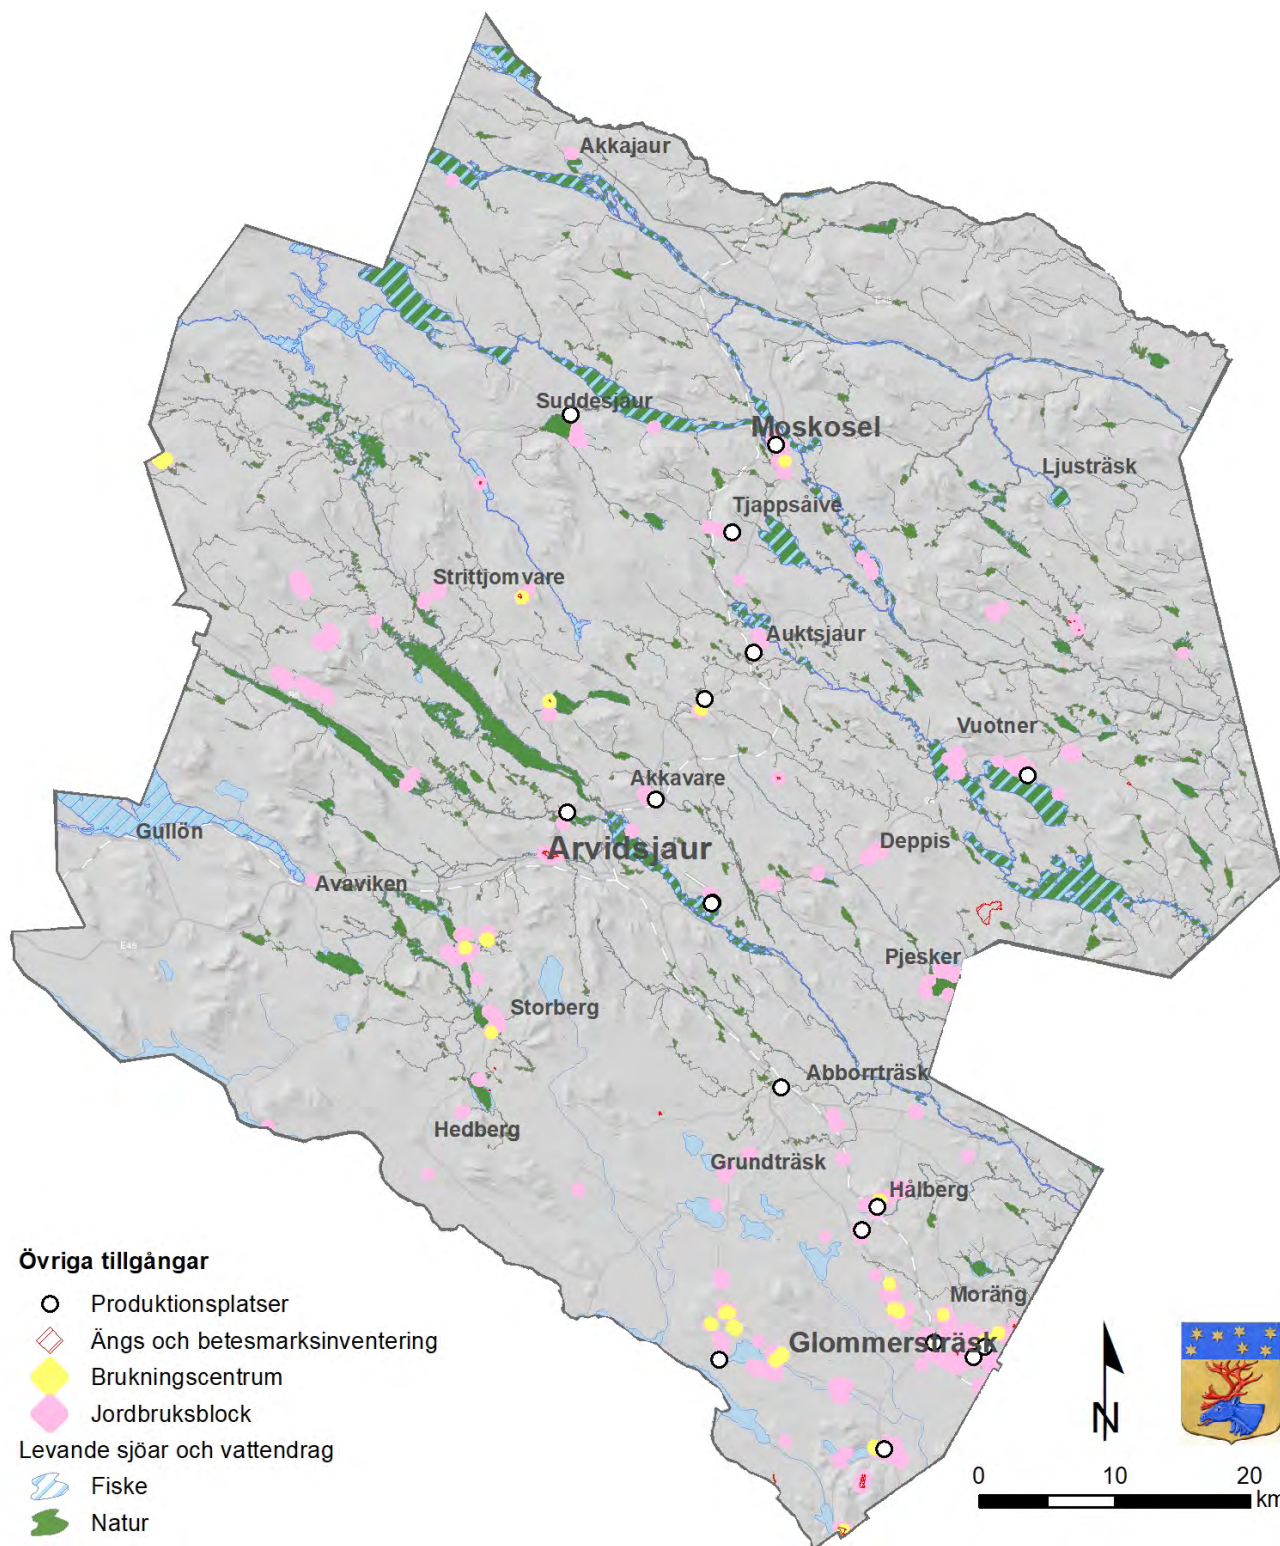 Akkajaur
E45
Suddesjaur
Moskosel
Ljusträsk
Tjappsåive
Strittjomvare
Auktsjaur
Vuotner
Akkavare
Gullön
Arvidsjaur
Deppis
Avaviken
E45
Pjesker
Storberg
Abborrträsk
Hedberg
Grundträsk
Hålberg
Övriga tillgångar
Moräng
Produktionsplatser
Ängs och betesmarksinventering
Glommersträsk
Brukningscentrum
Jordbruksblock
N
Levande sjöar och vattendrag
0 10 20
km
Fiske
Natur